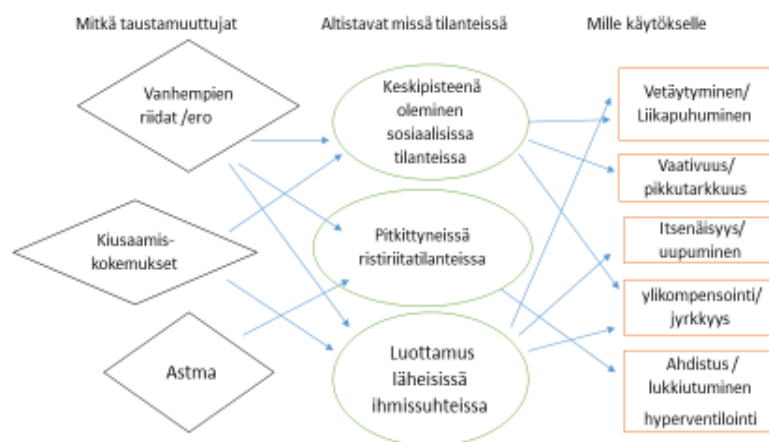 Mitkä taustamuuttujat
Altistavat missä tilanteissa
Mille käytökselle
Vanhempien
riidat /ero
Kiusaamis-
kokemukset
Astma
Keskipisteenä
oleminen
sosiaalisissa
tilanteissa
Pitkittyneissä
ristiriitatilanteissa
Luottamus
läheisissä
ihmissuhteissa
Vetäytyminen/
Liikapuhuminen
Vaativuus/
pikkutarkkuus
Itsenäisyys/
uupuminen
ylikompensointi/
jyrkkyys
Ahdistus /
lukkiutuminen
hyperventilointi